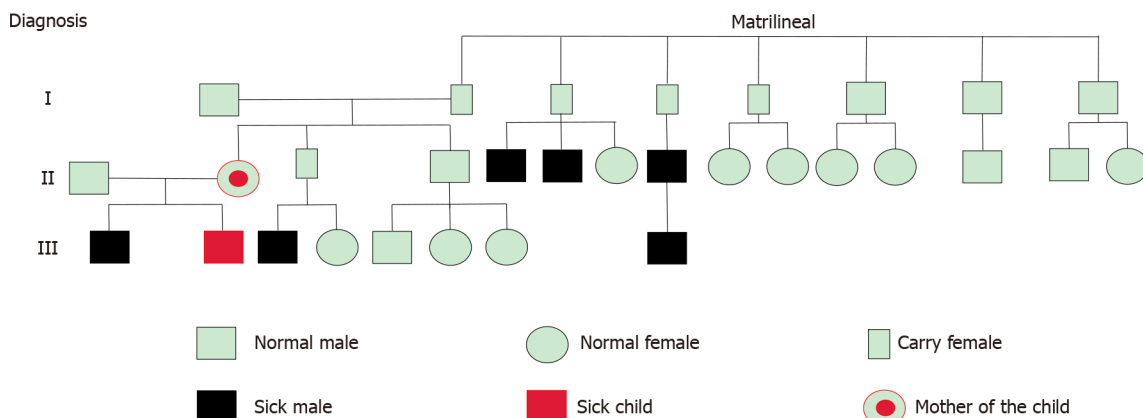 Diagnosis
Matrilineal
I
II
III
Normal male
Normal female
Carry female
Sick male
Sick child
Mother of the child